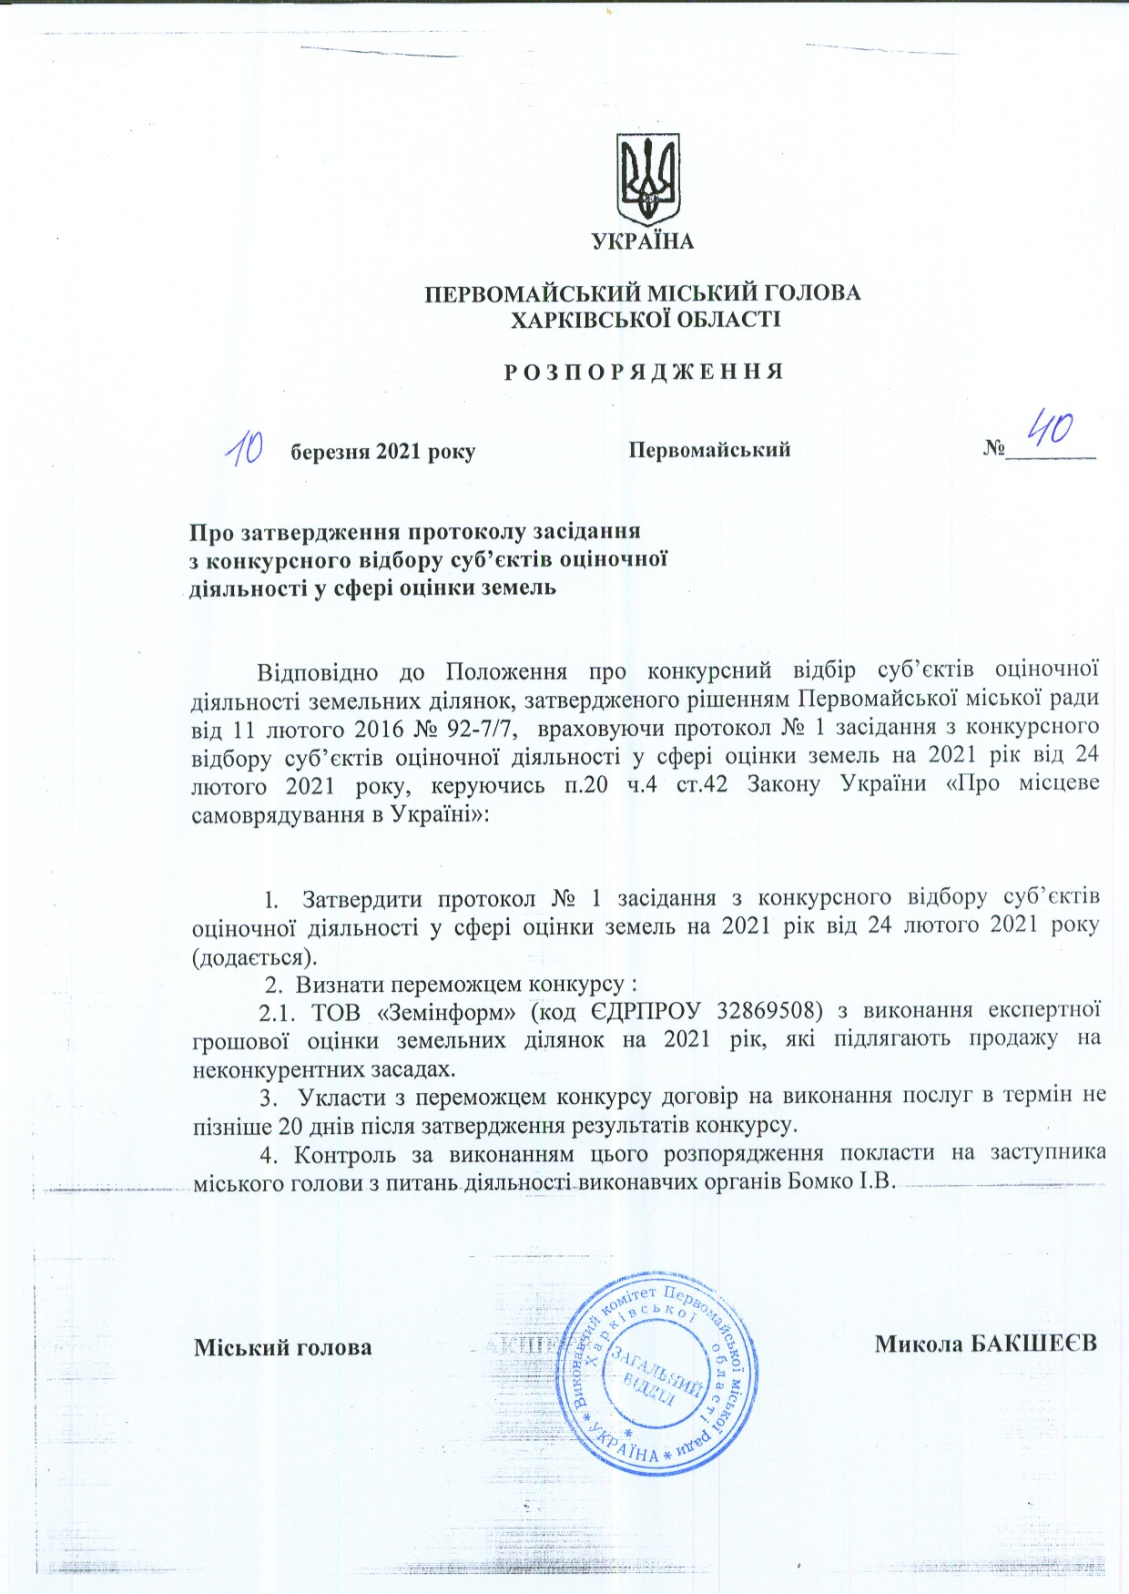 УКРАЇНА
ПЕРВОМАЙСЬКИЙ МІСЬКИЙ ГОЛОВА
ХАРКІВСЬКОЇ ОБЛАСТІ
Р О З П О Р Я Д Ж Е Н Н Я
10 березня 2021 року Первомайський № 40
Про затвердження протоколу засідання
з конкурсного відбору суб’єктів оціночної
діяльності у сфері оцінки земель
Відповідно до Положення про конкурсний відбір суб’єктів оціночної
діяльності земельних ділянок, затвердженого рішенням Первомайської міської ради
від 11 лютого 2016 № 92-7/7, враховуючи протокол № 1 засідання з конкурсного
відбору суб’єктів оціночної діяльності у сфері оцінки земель на 2021 рік від 24
лютого 2021 року, керуючись п.20 ч.4 ст.42 Закону України «Про місцеве
самоврядування в Україні»:
1. Затвердити протокол № 1 засідання з конкурсного відбору суб’єктів
оціночної діяльності у сфері оцінки земель на 2021 рік від 24 лютого 2021 року
(додається).
2. Визнати переможцем конкурсу :
2.1. ТОВ «Земінформ» (код ЄДРПРОУ 32869508) з виконання експертної
грошової оцінки земельних ділянок на 2021 рік, які підлягають продажу на
неконкурентних засадах.
3. Укласти з переможцем конкурсу договір на виконання послуг в термін не
пізніше 20 днів після затвердження результатів конкурсу.
4. Контроль за виконанням цього розпорядження покласти на заступника
міського голови з питань діяльності виконавчих органів Бомко І.В.
Міський голова Микола БАКШЕЄВ
* Виконавчий комітет Первомайської міської ради * УКРАЇНА
Харківської області *
ЗАГАЛЬНИЙ
ВІДДІЛ